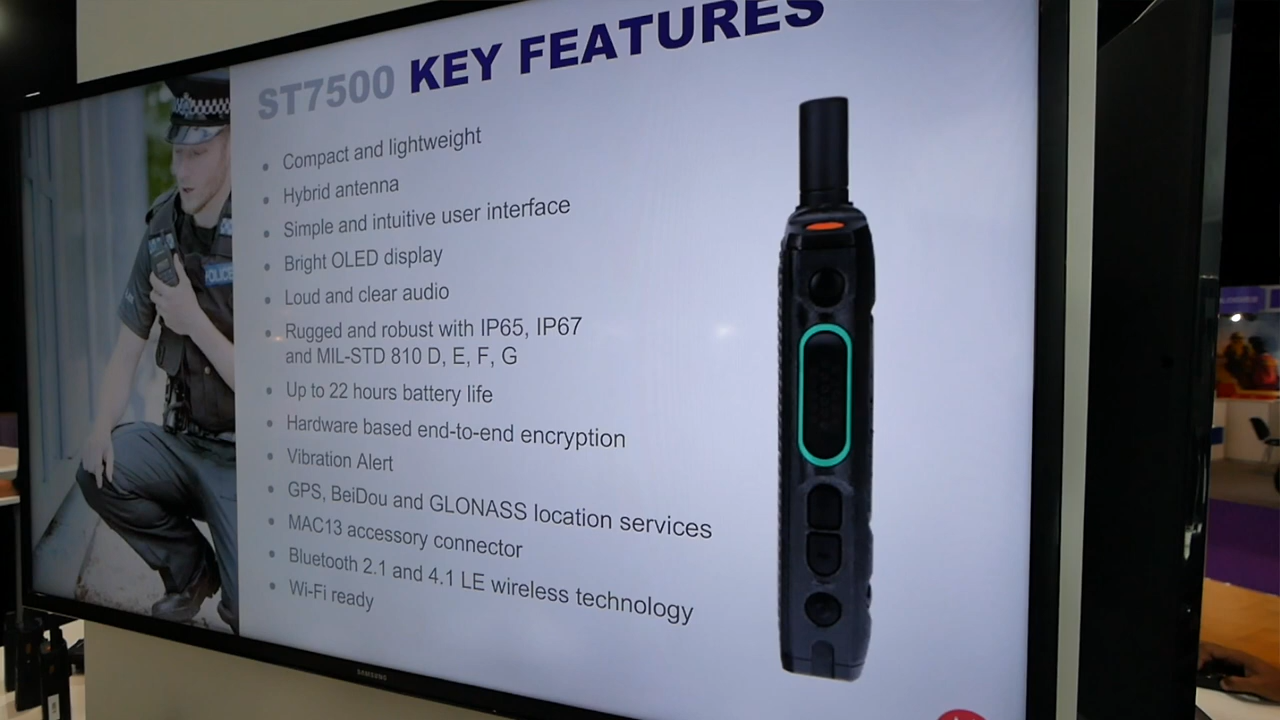 ST7500 KEY FEATURES
• Compact and lightweight
• Hybrid antenna
• Simple and intuitive user interface
• Bright OLED display
• Loud and clear audio
• Rugged and robust with IP65, IP67
and MIL-STD 810 D, E, F, G
• Up to 22 hours battery life
• Hardware based end-to-end encryption
• Vibration Alert
• GPS, BeiDou and GLONASS location services
• MAC13 accessory connector
• Bluetooth 2.1 and 4.1 LE wireless technology
• Wi-Fi ready
POLICE
SAMSUNG